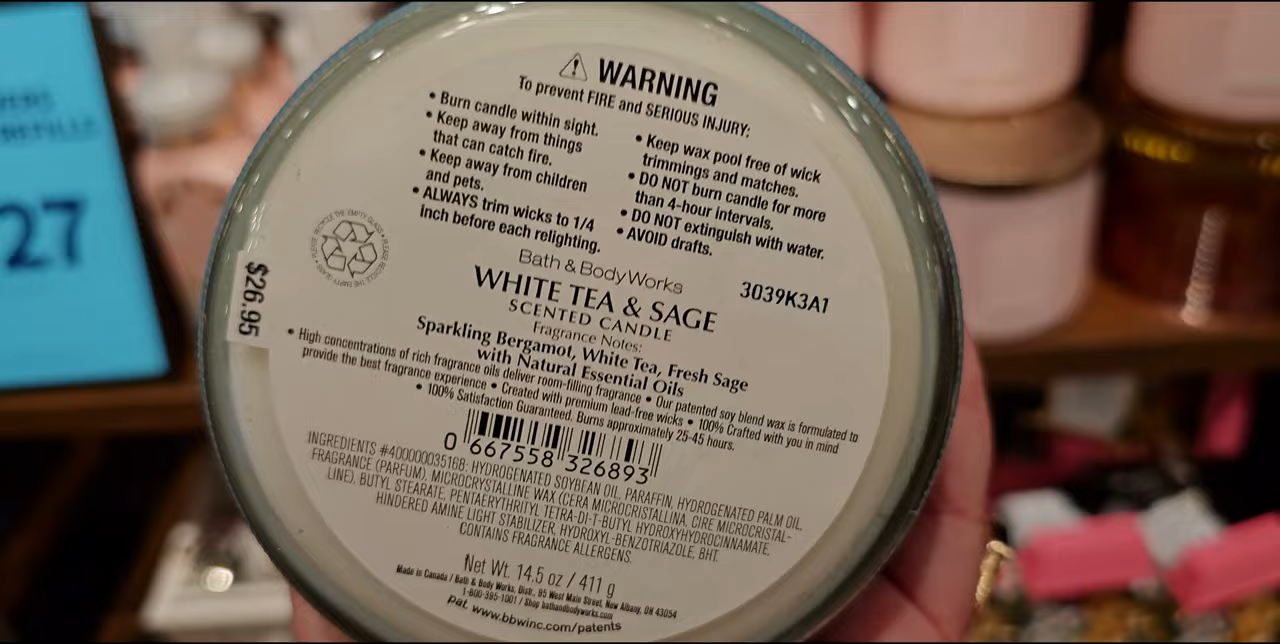 27
WARNING
To prevent FIRE and SERIOUS INJURY:
• Burn candle within sight.
• Keep away from things
that can catch fire.
• Keep away from children
and pets.
• ALWAYS trim wicks to 1/4
inch before each relighting.
• Keep wax pool free of wick
trimmings and matches.
• DO NOT burn candle for more
than 4-hour intervals.
• DO NOT extinguish with water.
• AVOID drafts.
$26.95
Bath & Body Works
3039K3A1
WHITE TEA & SAGE
SCENTED CANDLE
Fragrance Notes:
Sparkling Bergamot, White Tea, Fresh Sage
with Natural Essential Oils
• High concentrations of rich fragrance oils deliver room-filling fragrance • Our patented soy blend wax is formulated to
provide the best fragrance experience • Created with premium lead-free wicks • 100% Crafted with you in mind
• 100% Satisfaction Guaranteed. Burns approximately 25-45 hours.
0 667558 326893
INGREDIENTS #400000035168: HYDROGENATED SOYBEAN OIL, PARAFFIN, HYDROGENATED PALM OIL,
FRAGRANCE (PARFUM), MICROCRYSTALLINE WAX (CERA MICROCRISTALLINA, CIRE MICROCRISTAL-
LINE), BUTYL STEARATE, PENTAERYTHRITYL TETRA-DI-T-BUTYL HYDROXYHYDROCINNAMATE,
HINDERED AMINE LIGHT STABILIZER, HYDROXYL-BENZOTRIAZOLE, BHT.
CONTAINS FRAGRANCE ALLERGENS.
Net Wt. 14.5 oz / 411 g
Made in Canada / Bath & Body Works, Distr., 95 West Main Street, New Albany, OH 43054
1-800-395-1001 / Shop bathandbodyworks.com
pat. www.bbwinc.com/patents